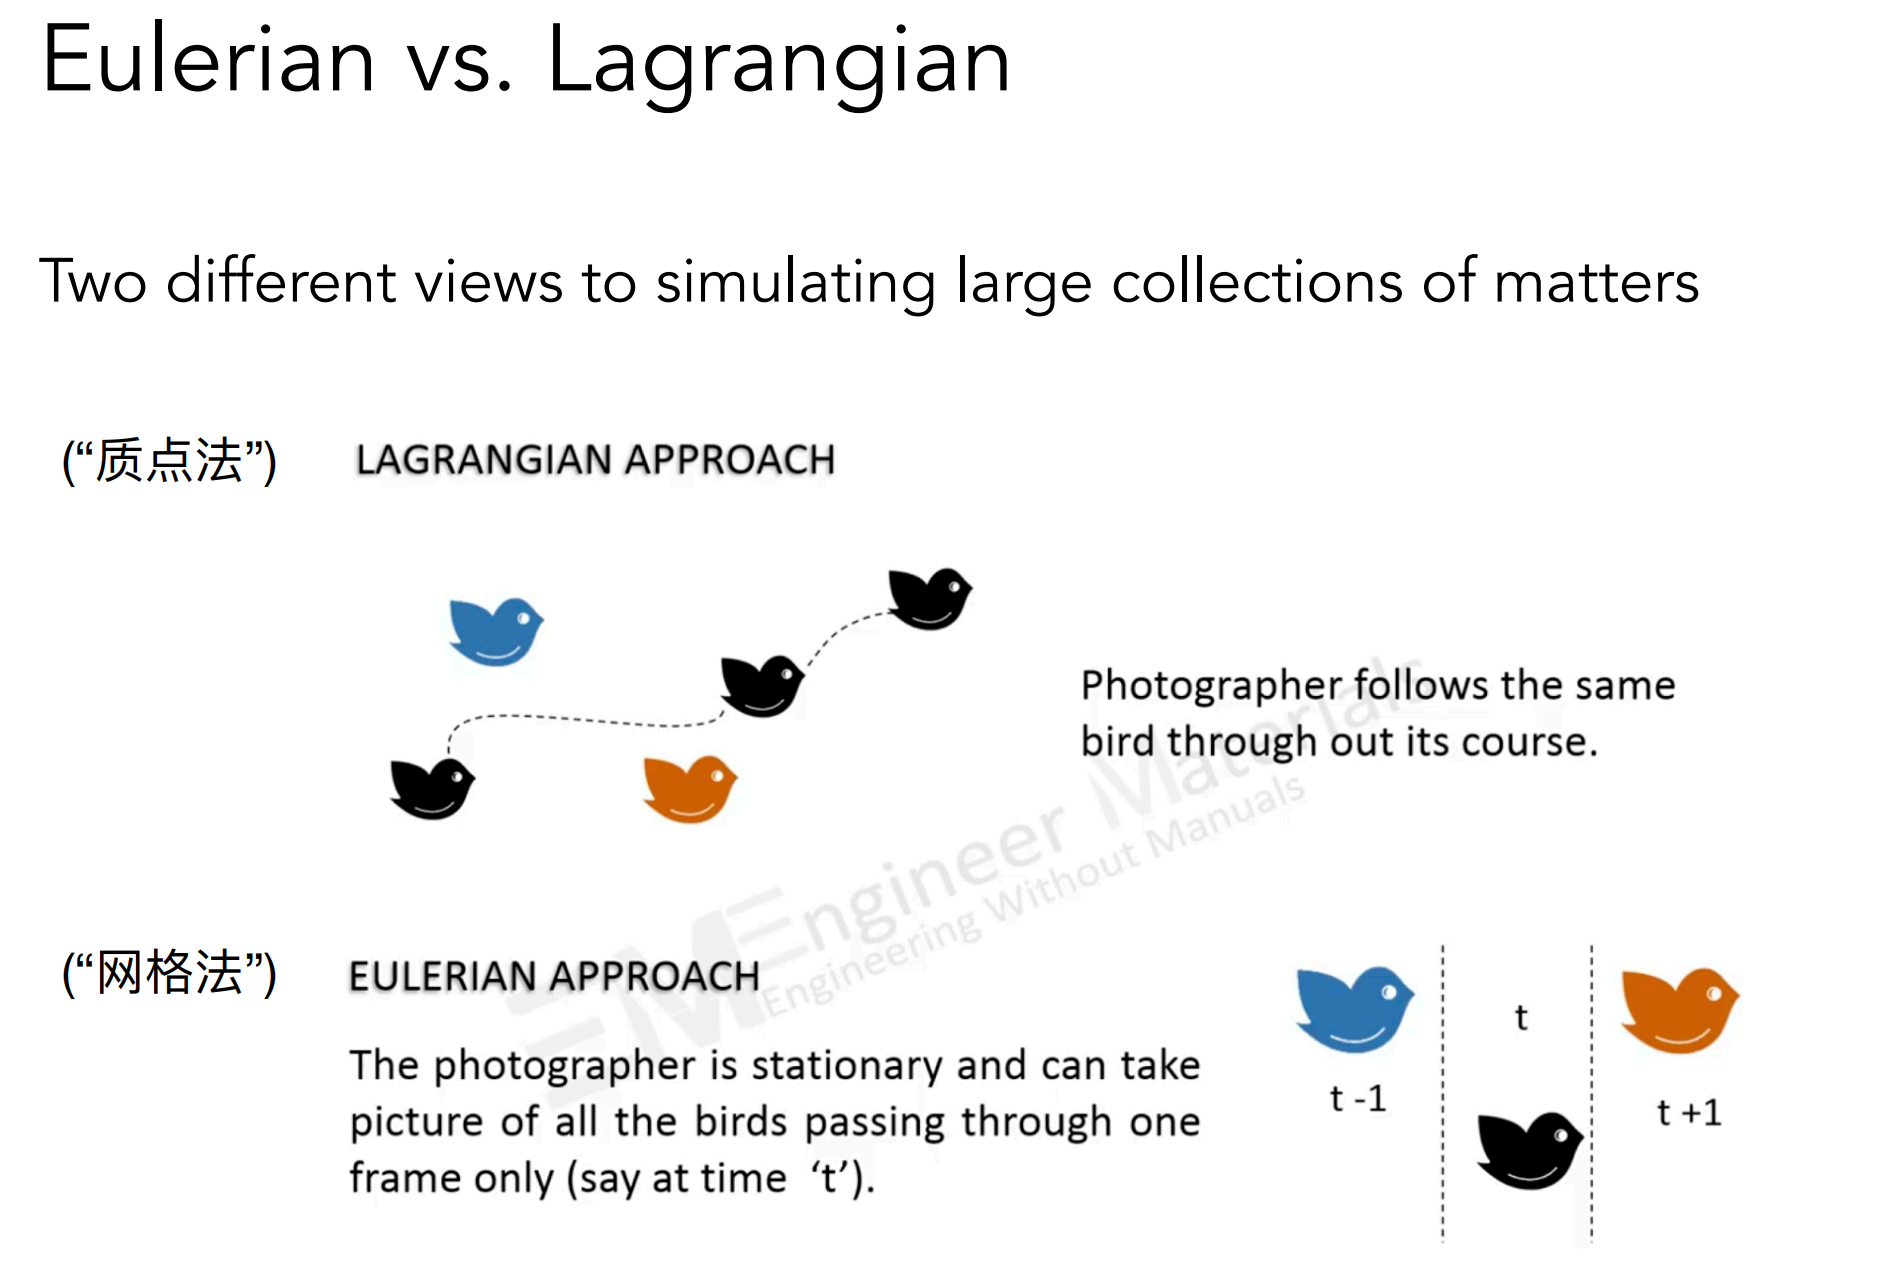 Eulerian vs. Lagrangian
Two different views to simulating large collections of matters
(“质点法”) LAGRANGIAN APPROACH
Photographer follows the same
bird through out its course.
Engineer Materials
Engineering Without Manuals
(“网格法”) EULERIAN APPROACH
The photographer is stationary and can take
picture of all the birds passing through one
frame only (say at time ‘t’).
t -1
t
t +1